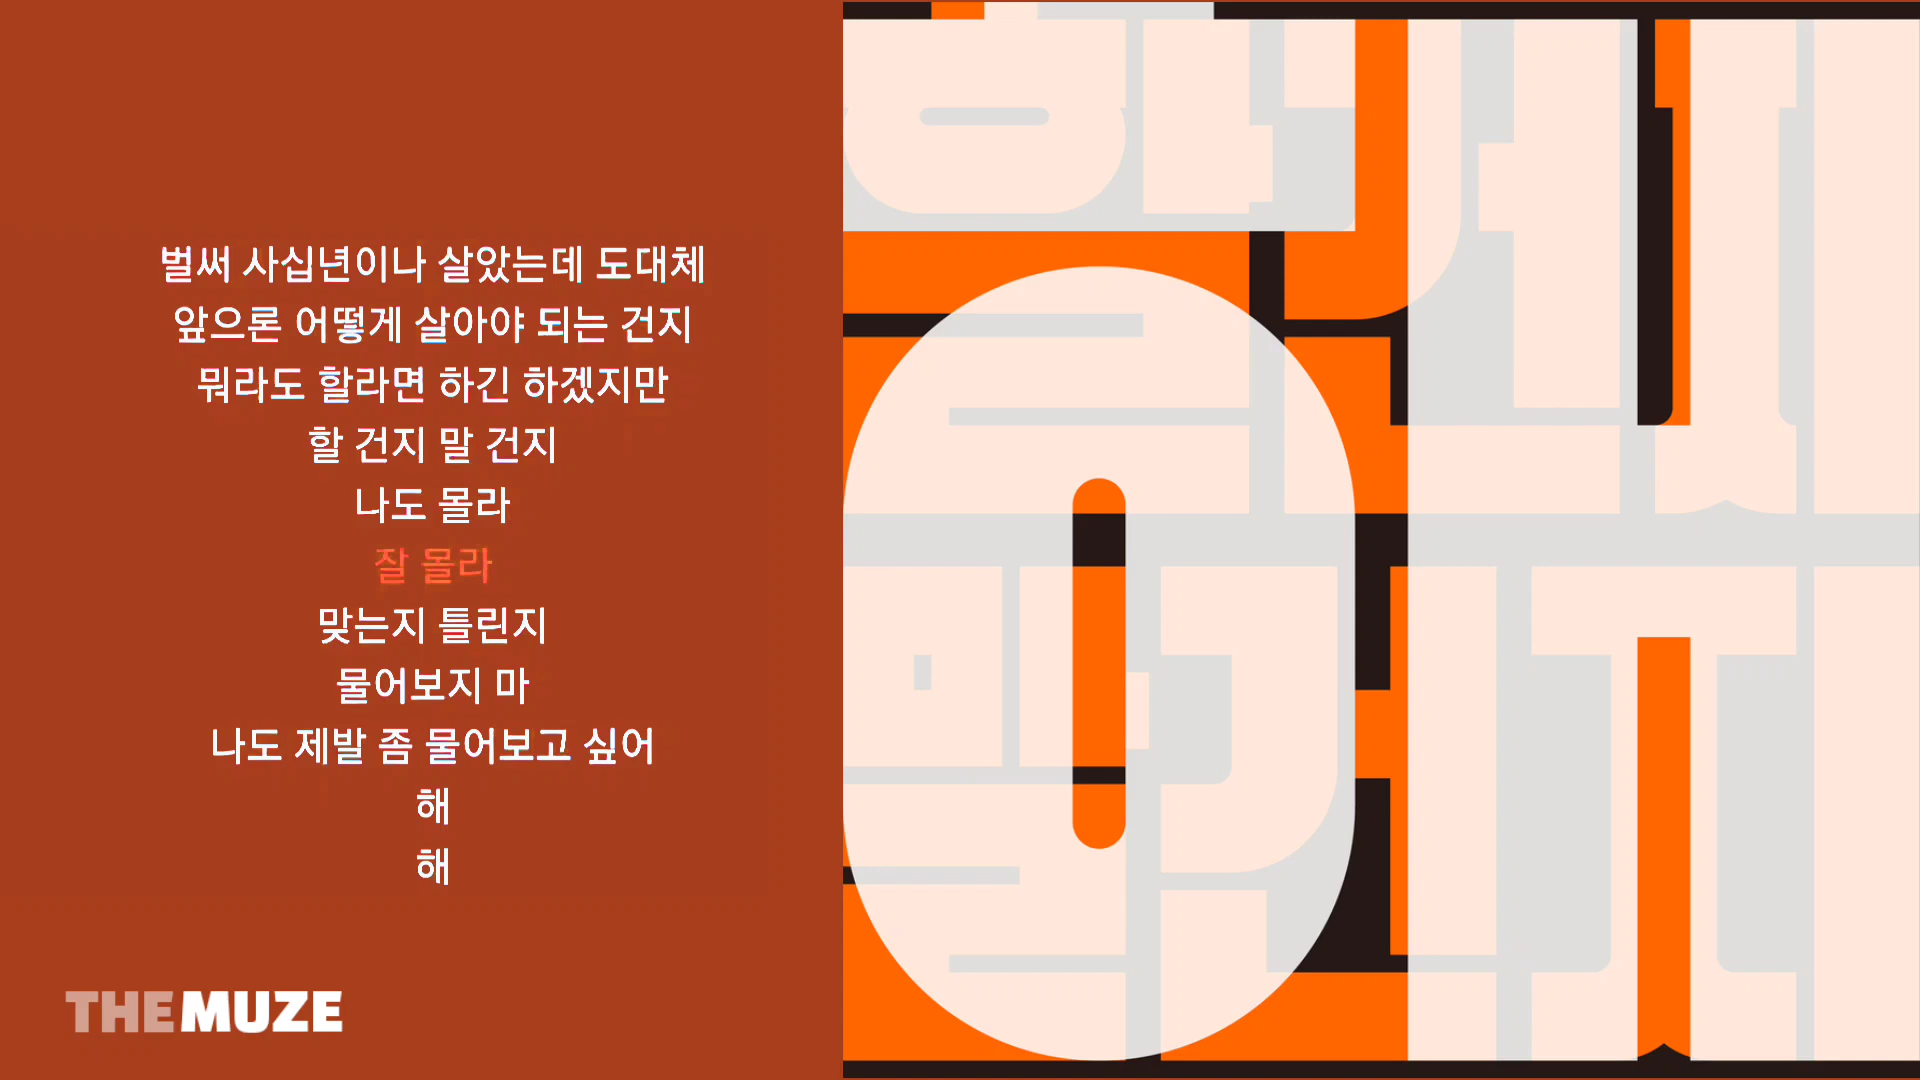 벌써 사십년이나 살았는데 도대체
앞으론 어떻게 살아야 되는 건지
뭐라도 할라면 하긴 하겠지만
할 건지 말 건지
나도 몰라
잘 몰라
맞는지 틀린지
물어보지 마
나도 제발 좀 물어보고 싶어
해
해
THEMUZE